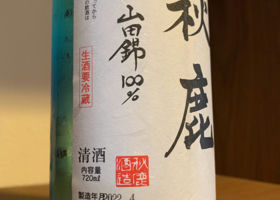 秋鹿
山田錦100%
生酒要冷蔵
清酒
内容量
720ml
秋鹿
酒造
製造年月2022. 4